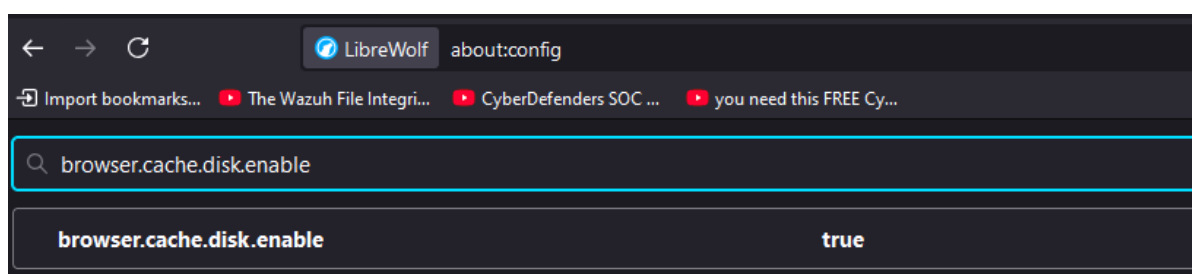 LibreWolf about:config
Import bookmarks... The Wazuh File Integri... CyberDefenders SOC ... you need this FREE Cy...
browser.cache.disk.enable
browser.cache.disk.enable true